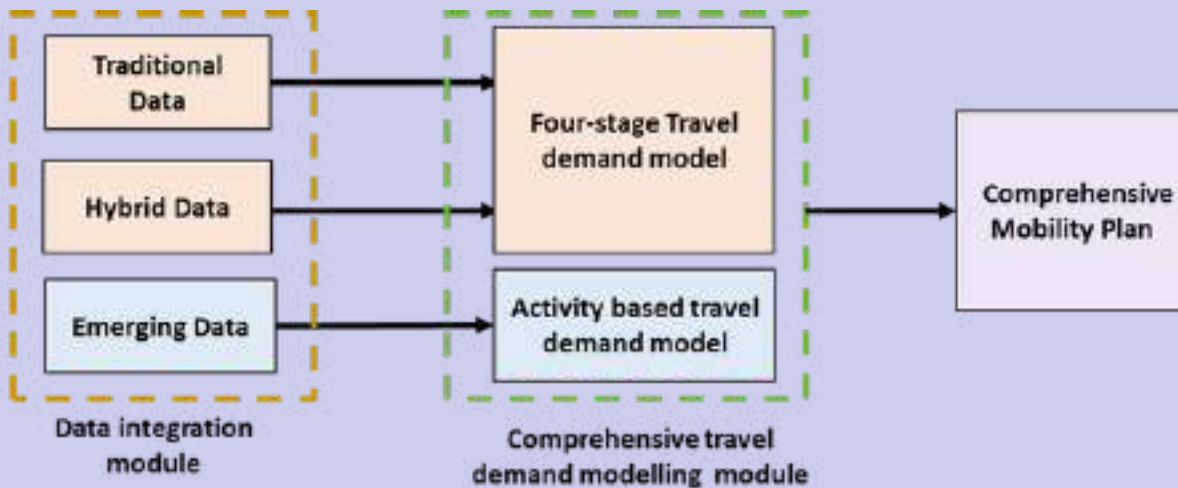 Traditional
Data
Hybrid Data
Emerging Data
Data integration
module
Four-stage Travel
demand model
Activity based travel
demand model
Comprehensive travel
demand modelling module
Comprehensive
Mobility Plan